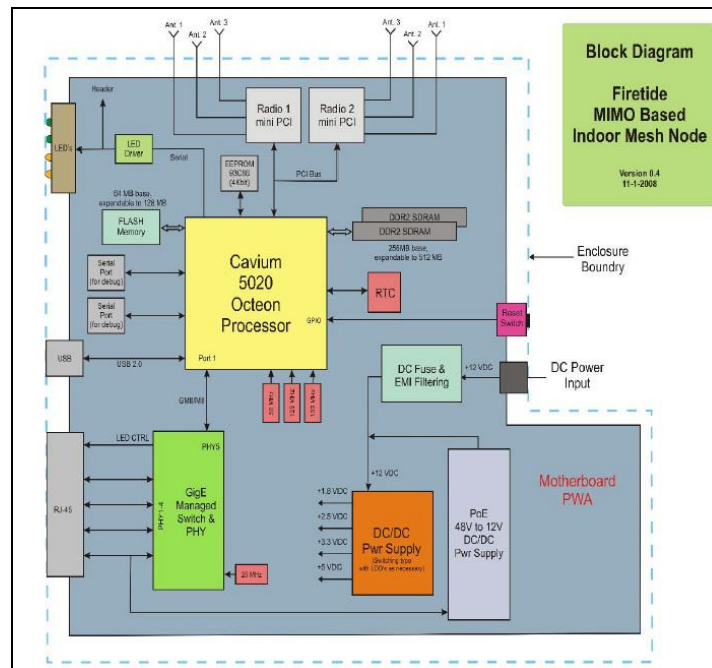 Ant. 1
Ant. 2
Ant. 3
Ant. 3
Ant. 2
Ant. 1
Block Diagram
Firetide
MIMO Based
Indoor Mesh Node
Version 0.4
11-1-2008
Header
LED's
LED
Driver
Serial
Radio 1
mini PCI
Radio 2
mini PCI
PCI Bus
EEPROM
93C86
(4Kbit)
64 MB base,
expandable to 128 MB
FLASH
Memory
DDR2 SDRAM
DDR2 SDRAM
256MB base,
expandable to 512 MB
Enclosure
Boundry
Serial
Port
(for debug)
Serial
Port
(for debug)
Cavium
5020
Octeon
Processor
RTC
GPIO
Reset
Switch
USB
USB 2.0
Port 1
DC Fuse &
EMI Filtering
+12 VDC
DC Power
Input
LED CTRL
PHY5
RJ-45
PHY1-4
GigE
Managed
Switch &
PHY
25 MHz
+12 VDC
+1.8 VDC
+2.5 VDC
+3.3 VDC
+5 VDC
DC/DC
Pwr Supply
(Switching type
with LDO's as necessary)
PoE
48V to 12V
DC/DC
Pwr Supply
Motherboard
PWA